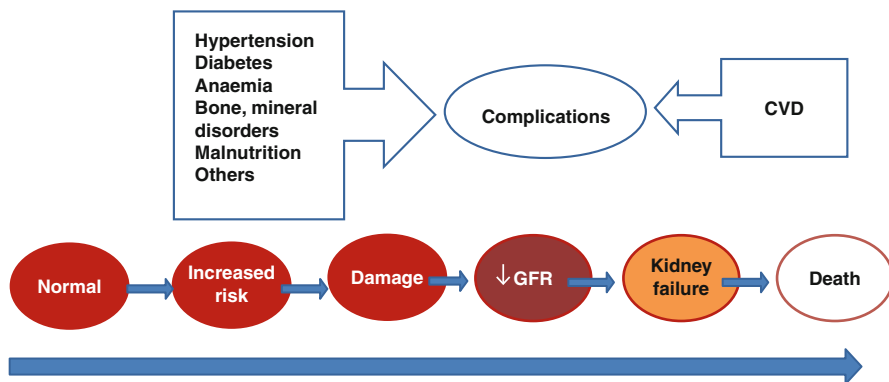 Hypertension
Diabetes
Anaemia
Bone, mineral
disorders
Malnutrition
Others
Complications
CVD
Normal
Increased
risk
Damage
↓GFR
Kidney
failure
Death